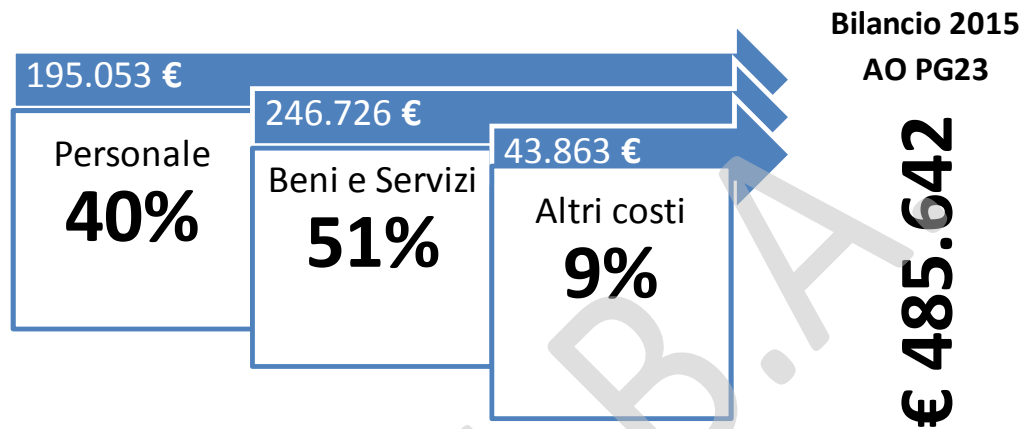 Bilancio 2015
AO PG23
€ 485.642
195.053 €
Personale
40%
246.726 €
Beni e Servizi
51%
43.863 €
Altri costi
9%
B.A.